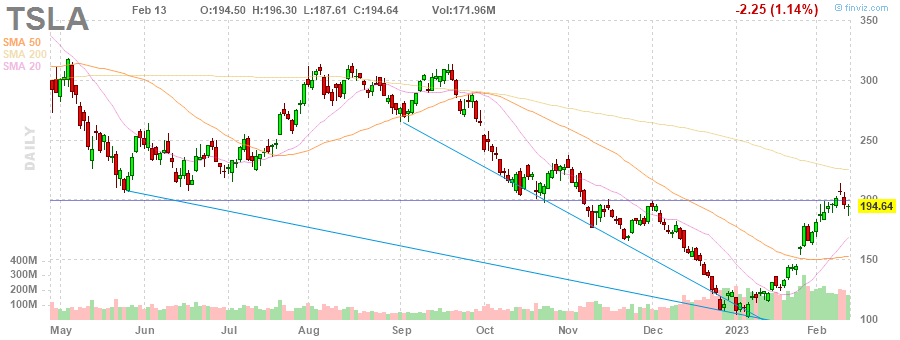 TSLA
Feb 13 O:194.50 H:196.30 L:187.61 C:194.64 Vol:171.96M
-2.25 (1.14%)
© finviz.com
SMA 50
SMA 200
SMA 20
DAILY
350
300
250
200
194.64
150
100
400M
300M
200M
100M
May Jun Jul Aug Sep Oct Nov Dec 2023 Feb